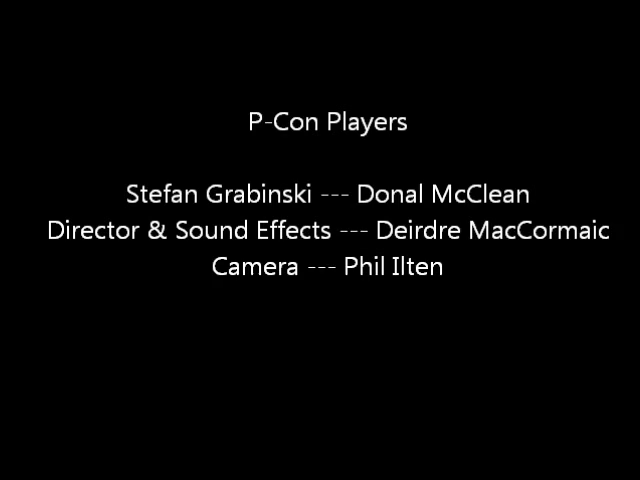 P-Con Players
Stefan Grabinski --- Donal McClean
Director & Sound Effects --- Deirdre MacCormaic
Camera --- Phil Ilten